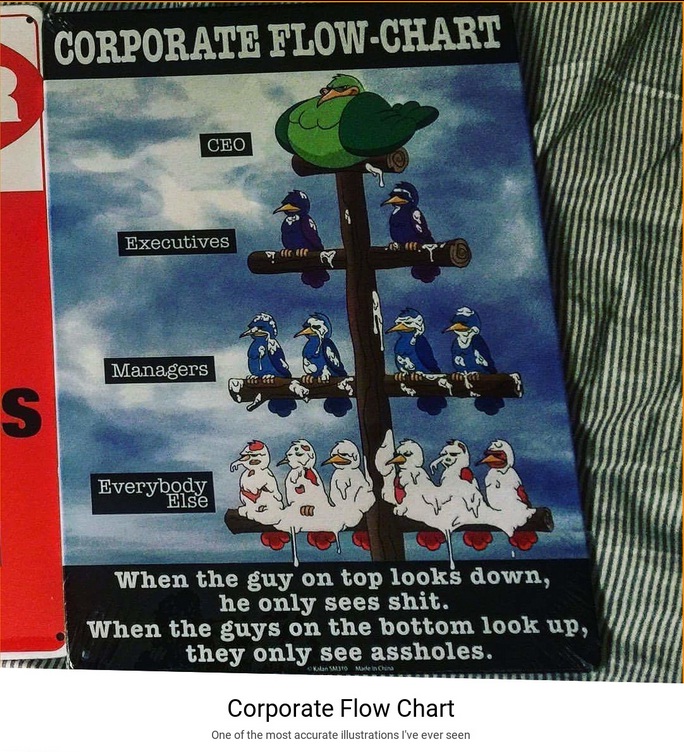 CORPORATE FLOW-CHART
R
CEO
Executives
Managers
S
Everybody
Else
When the guy on top looks down,
he only sees shit.
When the guys on the bottom look up,
they only see assholes.
Made in China
Corporate Flow Chart
One of the most accurate illustrations I've ever seen